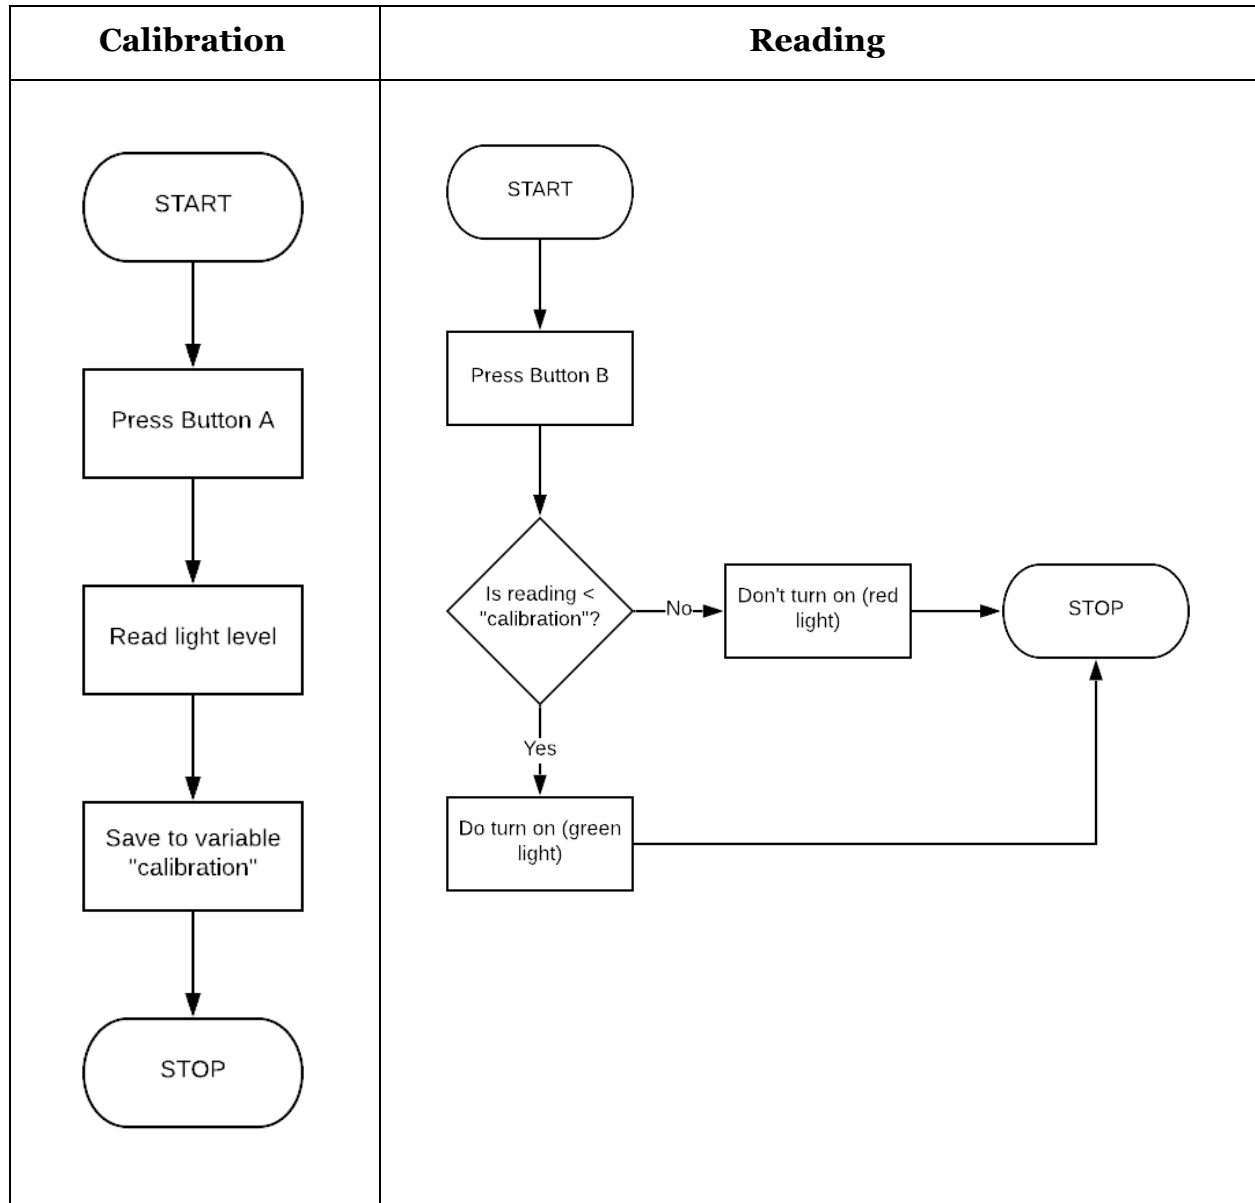 Calibration
Reading
START
Press Button A
Read light level
Save to variable
"calibration"
STOP
START
Press Button B
Is reading <
"calibration"?
No
Don't turn on (red
light)
STOP
Yes
Do turn on (green
light)